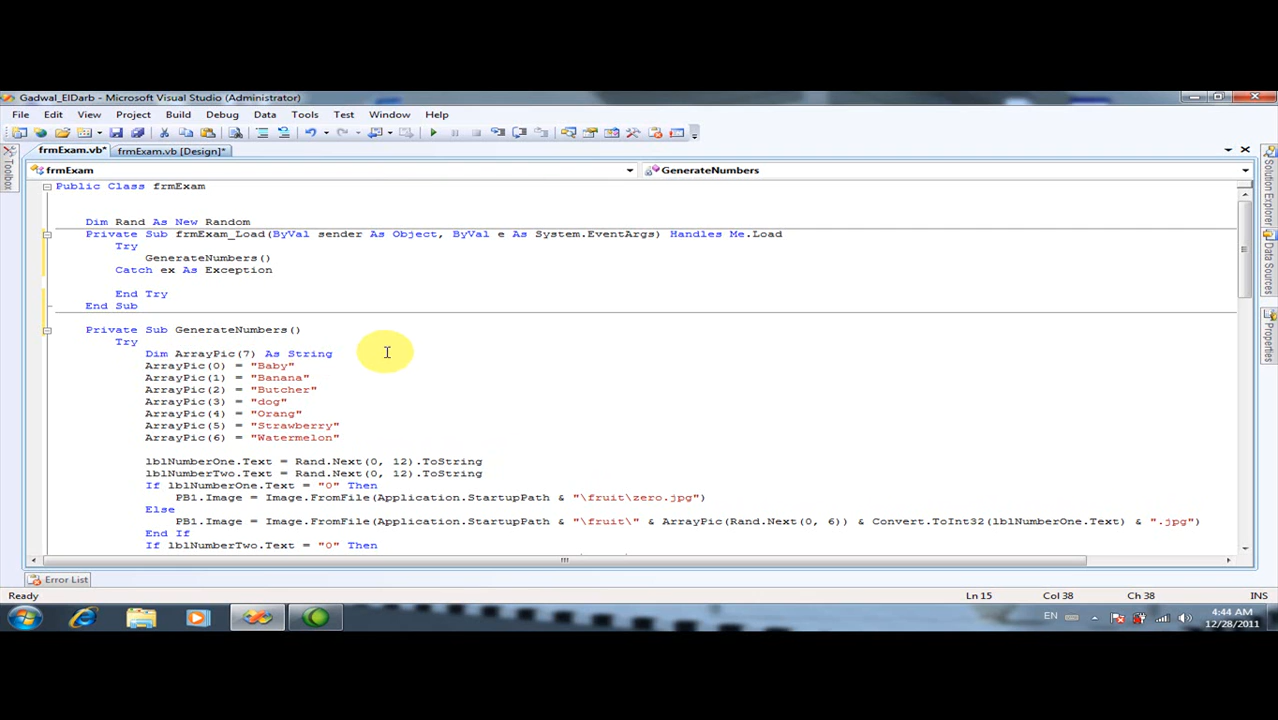 Gadwal_ElDarb - Microsoft Visual Studio (Administrator)
File Edit View Project Build Debug Data Tools Test Window Help
frmExam.vb* frmExam.vb [Design]*
frmExam GenerateNumbers
Public Class frmExam
Dim Rand As New Random
Private Sub frmExam_Load(ByVal sender As Object, ByVal e As System.EventArgs) Handles Me.Load
Try
GenerateNumbers()
Catch ex As Exception
End Try
End Sub
Private Sub GenerateNumbers()
Try
Dim ArrayPic(7) As String
ArrayPic(0) = "Baby"
ArrayPic(1) = "Banana"
ArrayPic(2) = "Butcher"
ArrayPic(3) = "dog"
ArrayPic(4) = "Orang"
ArrayPic(5) = "Strawberry"
ArrayPic(6) = "Watermelon"
lblNumberOne.Text = Rand.Next(0, 12).ToString
lblNumberTwo.Text = Rand.Next(0, 12).ToString
If lblNumberOne.Text = "0" Then
PB1.Image = Image.FromFile(Application.StartupPath & "\fruit\zero.jpg")
Else
PB1.Image = Image.FromFile(Application.StartupPath & "\fruit\" & ArrayPic(Rand.Next(0, 6)) & Convert.ToInt32(lblNumberOne.Text) & ".jpg")
End If
If lblNumberTwo.Text = "0" Then
Toolbox
Solution Explorer
Data Sources
Properties
Error List
Ready Ln 15 Col 38 Ch 38 INS
EN 4:44 AM
12/28/2011